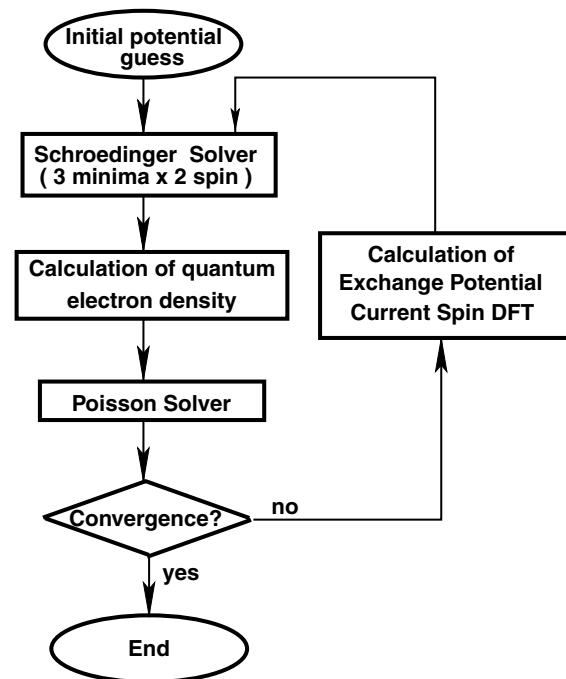 Initial potential
guess
Schroedinger Solver
( 3 minima x 2 spin )
Calculation of quantum
electron density
Calculation of
Exchange Potential
Current Spin DFT
Poisson Solver
Convergence?
no
yes
End